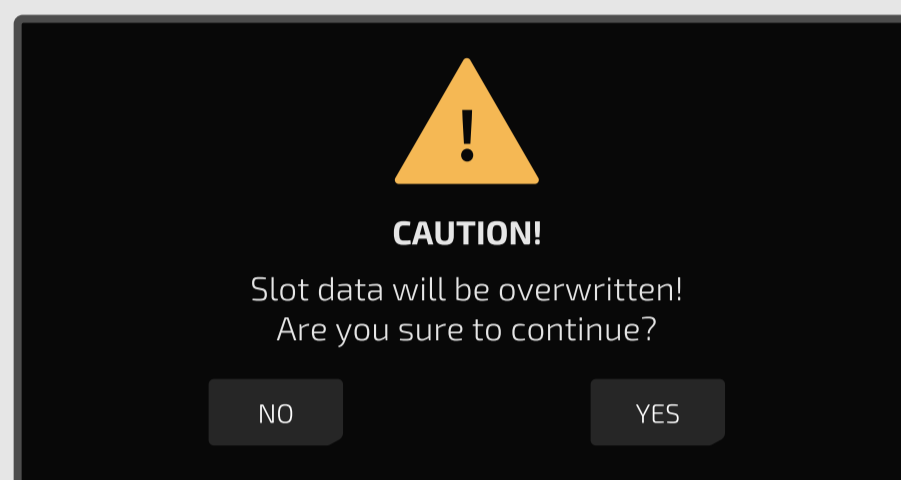 !
CAUTION!
Slot data will be overwritten!
Are you sure to continue?
NO
YES